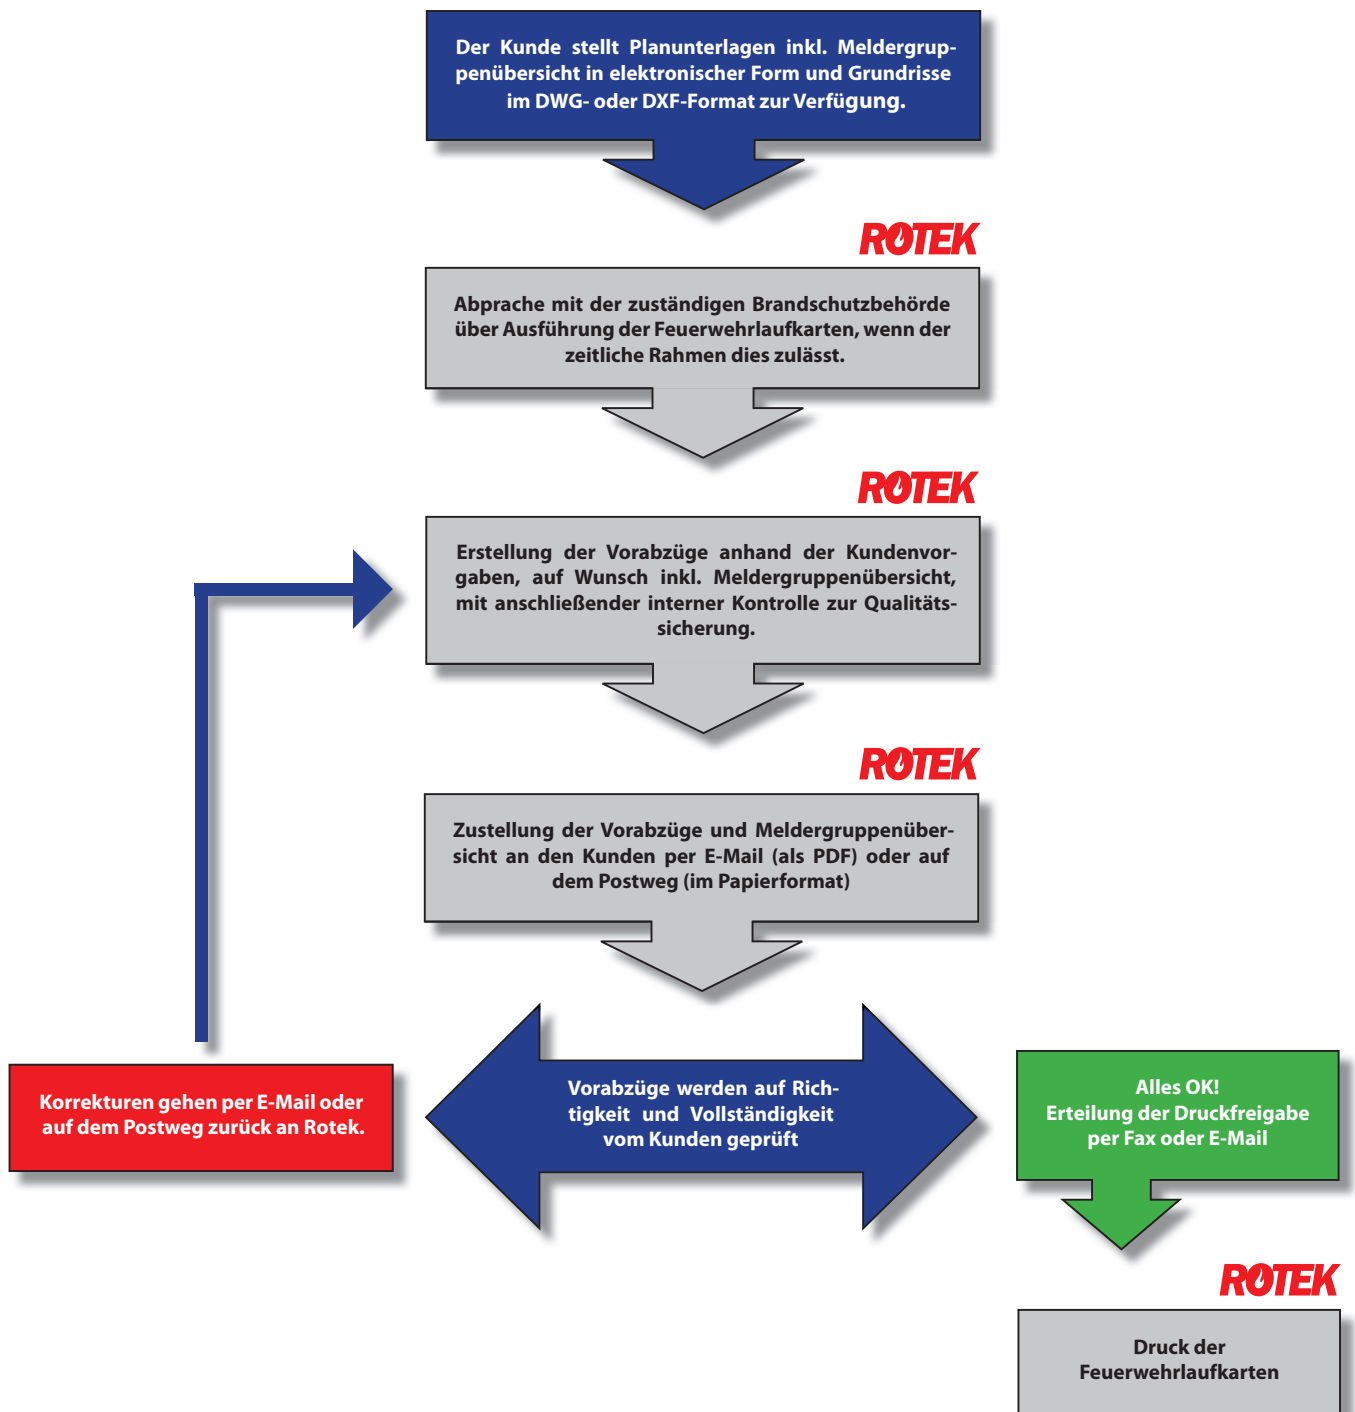 Der Kunde stellt Planunterlagen inkl. Meldergrup-
penübersicht in elektronischer Form und Grundrisse
im DWG- oder DXF-Format zur Verfügung.
ROTEK
Abprache mit der zuständigen Brandschutzbehörde
über Ausführung der Feuerwehrlaufkarten, wenn der
zeitliche Rahmen dies zulässt.
ROTEK
Erstellung der Vorabzüge anhand der Kundenvor-
gaben, auf Wunsch inkl. Meldergruppenübersicht,
mit anschließender interner Kontrolle zur Qualitäts-
sicherung.
ROTEK
Zustellung der Vorabzüge und Meldergruppenüber-
sicht an den Kunden per E-Mail (als PDF) oder auf
dem Postweg (im Papierformat)
Korrekturen gehen per E-Mail oder
auf dem Postweg zurück an Rotek.
Vorabzüge werden auf Rich-
tigkeit und Vollständigkeit
vom Kunden geprüft
Alles OK!
Erteilung der Druckfreigabe
per Fax oder E-Mail
ROTEK
Druck der
Feuerwehrlaufkarten